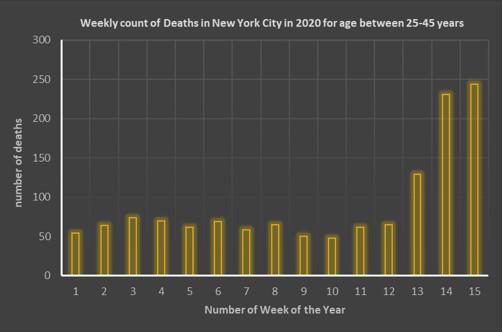 Weekly count of Deaths in New York City in 2020 for age between 25-45 years
300
250
200
150
100
50
0
number of deaths
1 2 3 4 5 6 7 8 9 10 11 12 13 14 15
Number of Week of the Year